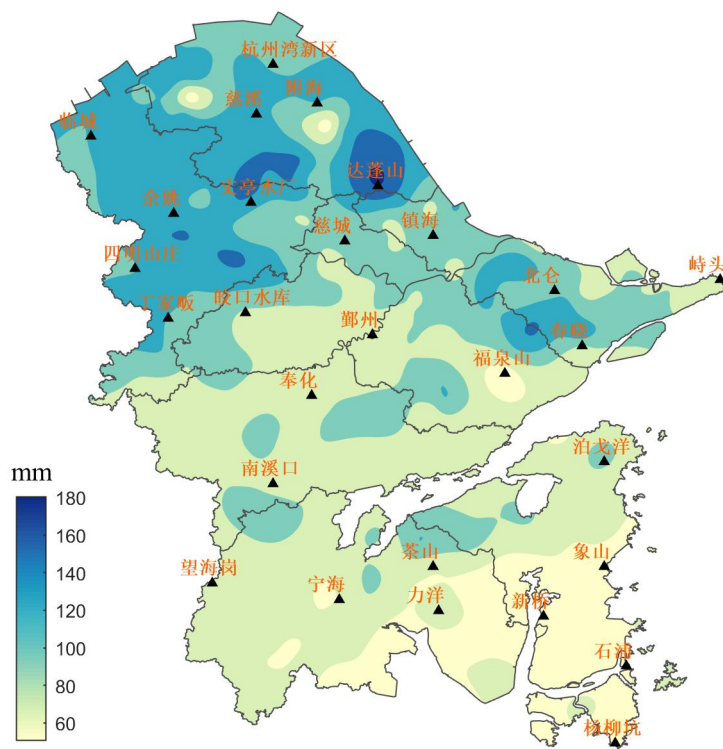 杭州湾新区
附海
慈溪
临城
达蓬山
丈亭水厂
余姚
慈城
镇海
四明山庄
北仑
峙头
丁家畈
皎口水库
鄞州
春晓
福泉山
奉化
泊戈洋
mm
南溪口
180
160
140
120
100
80
60
望海岗
宁海
茶山
力洋
象山
新桥
石浦
杨柳坑